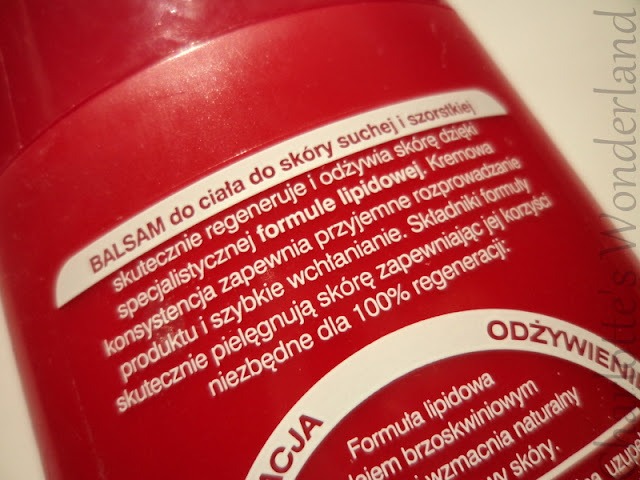 BALSAM do ciała do skóry suchej i szorstkiej
skutecznie regeneruje i odżywia skórę dzięki
specjalistycznej formule lipidowej. Kremowa
konsystencja zapewnia przyjemne rozprowadzanie
produktu i szybkie wchłanianie. Składniki formuły
skutecznie pielęgnują skórę zapewniając jej korzyści
niezbędne dla 100% regeneracji:
ODŻYWIENI
ACJA
Formuła lipidowa
brzoskwiniowym
i wzmacnia naturalny
skóry.
's Wonderland